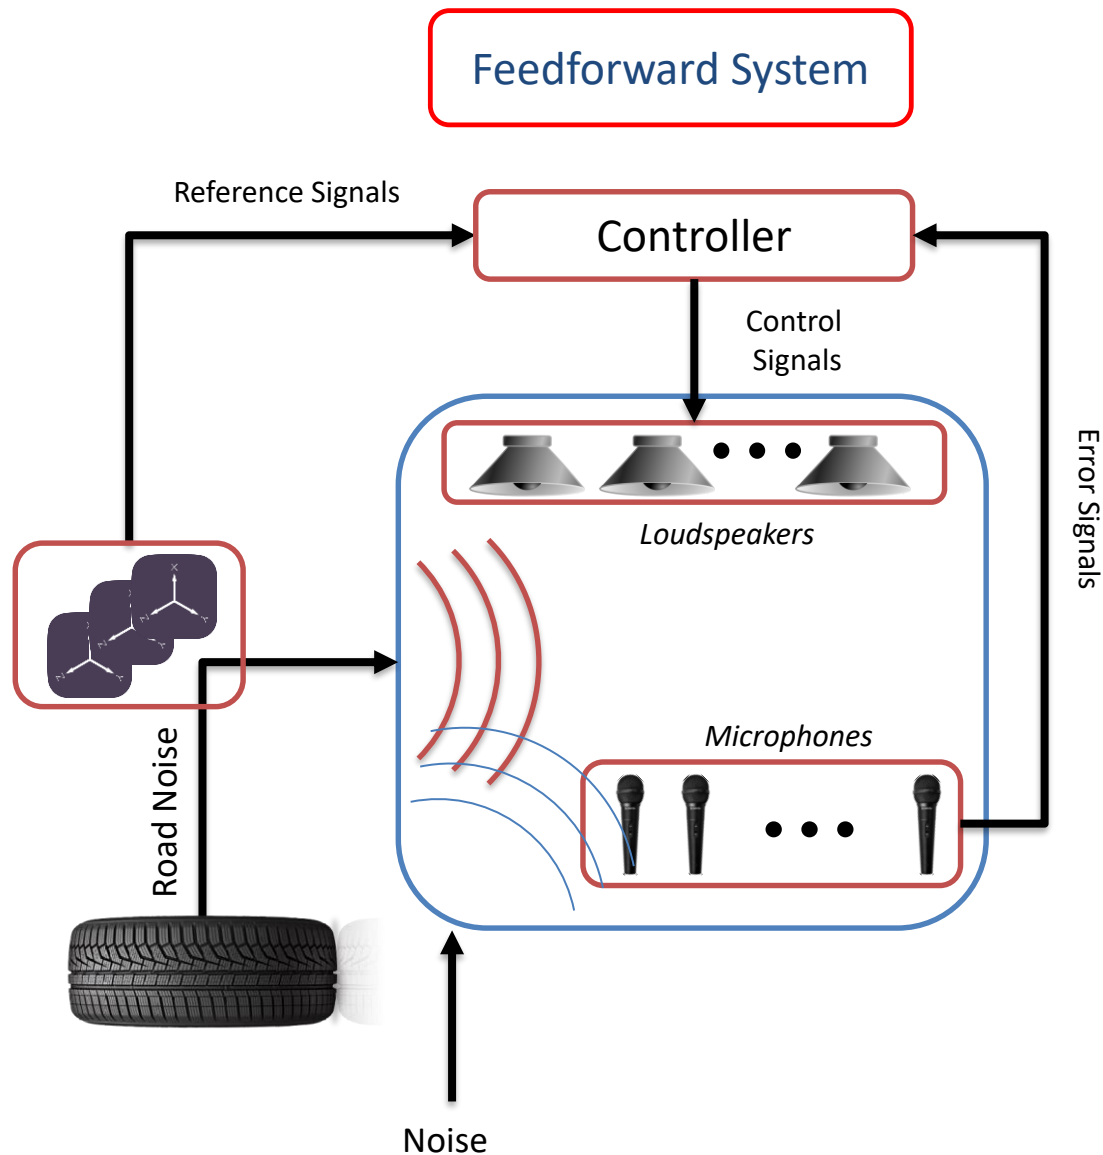 Feedforward System
Reference Signals
Controller
Control
Signals
Error Signals
Loudspeakers
X
Z
Y
X
Z
Y
Z
Y
Microphones
Road Noise
Noise